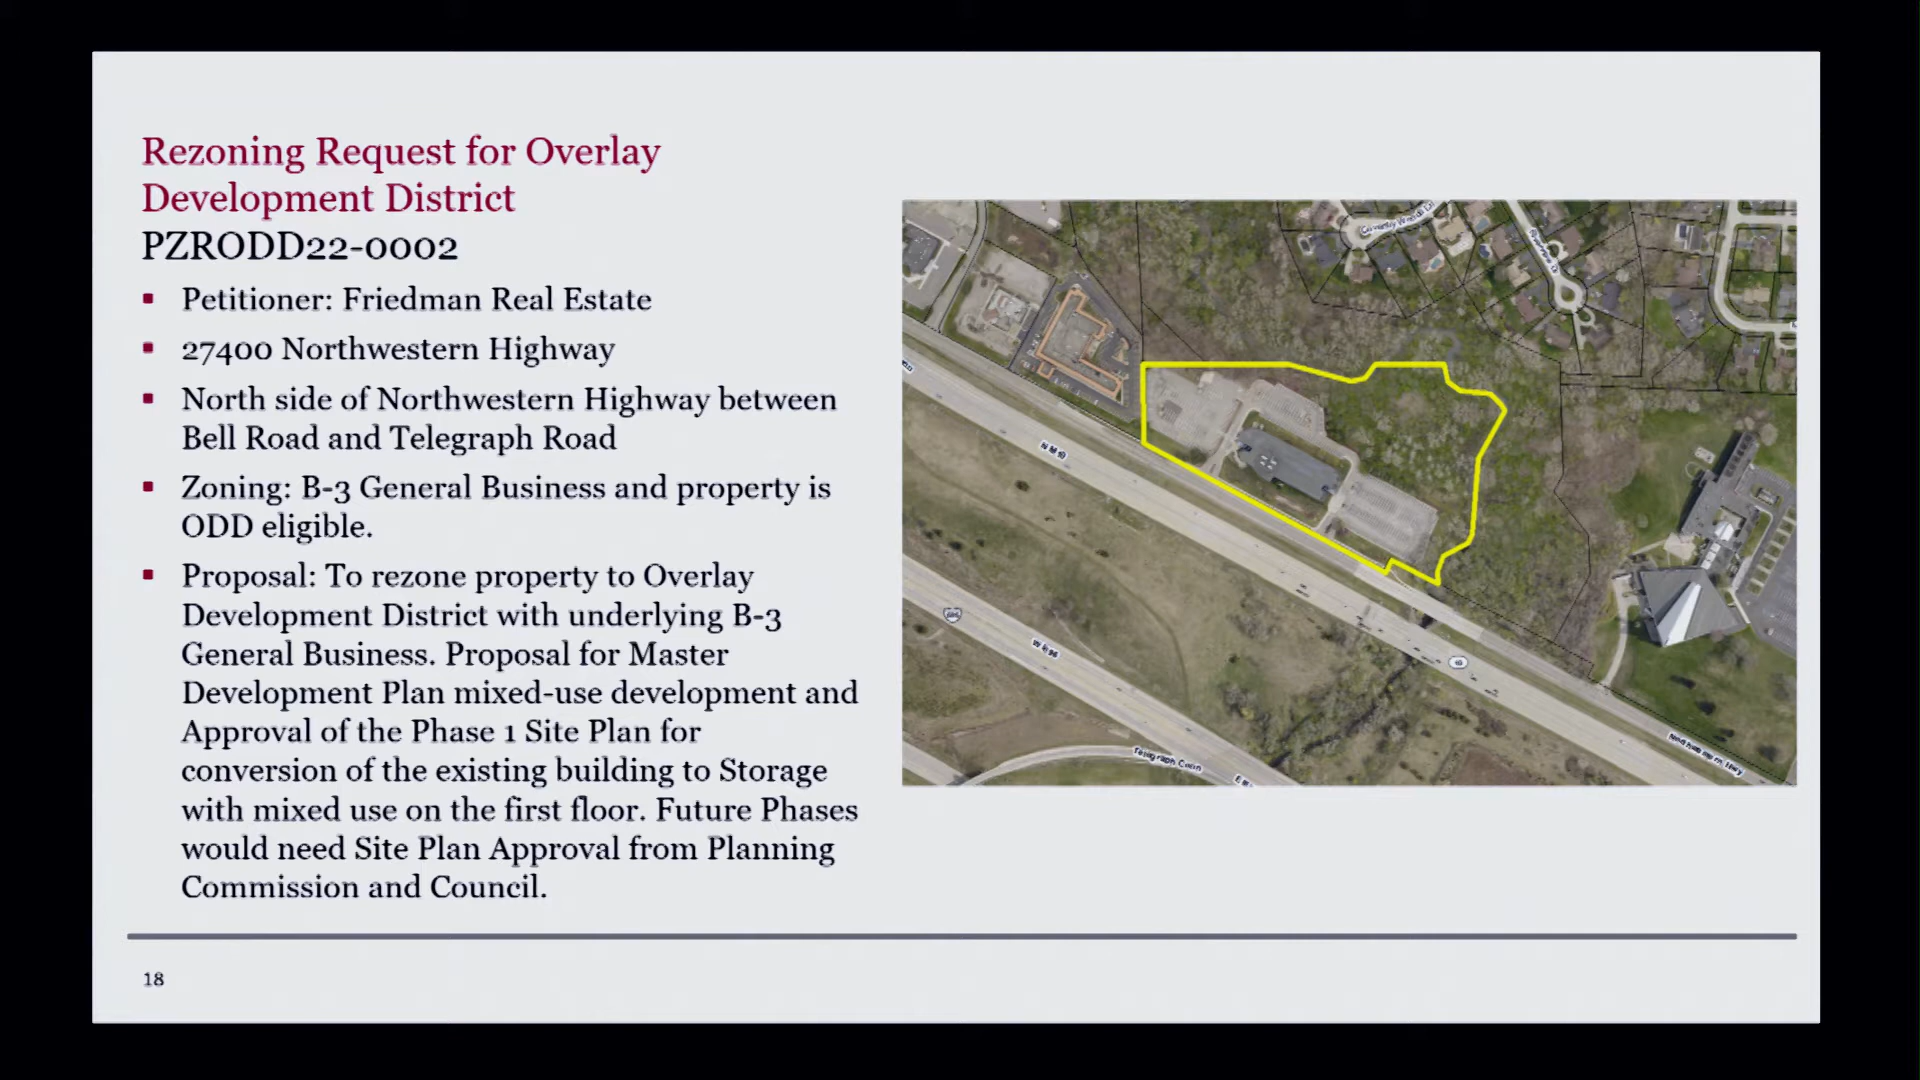 Rezoning Request for Overlay
Development District
PZRODD22-0002
Petitioner: Friedman Real Estate
27400 Northwestern Highway
North side of Northwestern Highway between
Bell Road and Telegraph Road
Zoning: B-3 General Business and property is
ODD eligible.
Proposal: To rezone property to Overlay
Development District with underlying B-3
General Business. Proposal for Master
Development Plan mixed-use development and
Approval of the Phase 1 Site Plan for
conversion of the existing building to Storage
with mixed use on the first floor. Future Phases
would need Site Plan Approval from Planning
Commission and Council.
18
N M 10
10
Northwestern Hwy